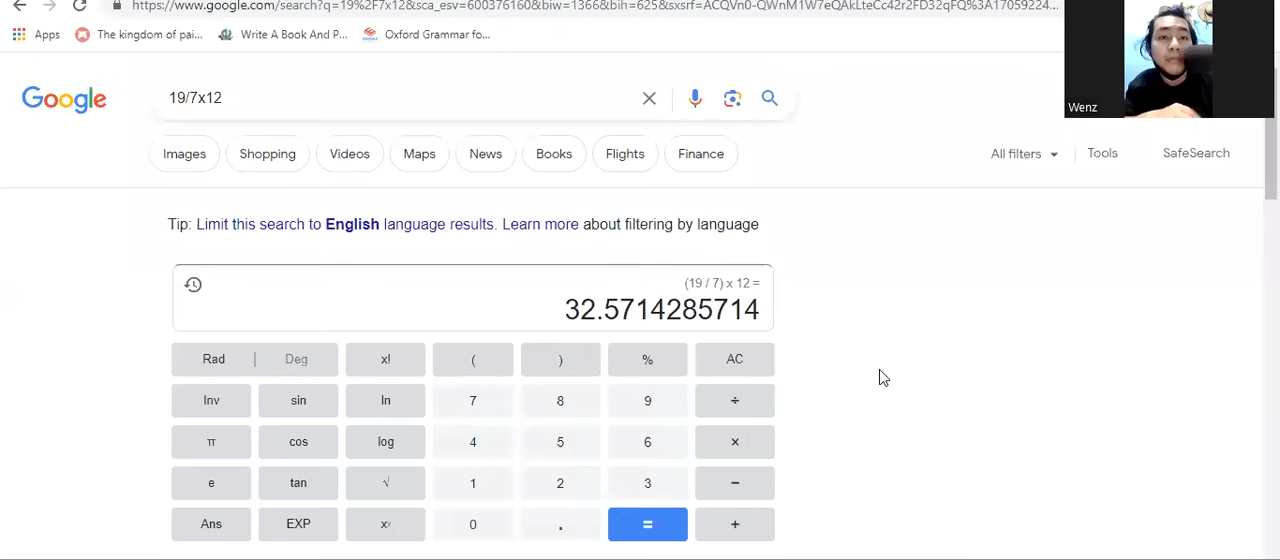 https://www.google.com/search?q=19%2F7x12&sca_esv=600376160&biw=1366&bih=625&sxsrf=ACQVn0-QWnM1W7eQAkLteCc42r2FD32qFQ%3A17059224...
Apps The kingdom of pai... Write A Book And P... Oxford Grammar fo...
Wenz
Google 19/7x12
Images Shopping Videos Maps News Books Flights Finance All filters Tools SafeSearch
Tip: Limit this search to English language results. Learn more about filtering by language
(19 / 7) x 12 =
32.5714285714
Rad | Deg x! ( ) % AC
Inv sin ln 7 8 9 ÷
π cos log 4 5 6 ×
e tan √ 1 2 3 −
Ans EXP xʸ 0 . = +